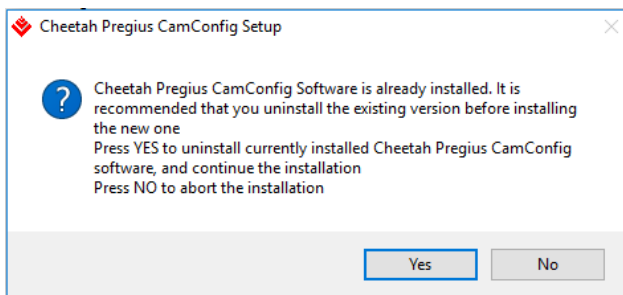 Cheetah Pregius CamConfig Setup
Cheetah Pregius CamConfig Software is already installed. It is
recommended that you uninstall the existing version before installing
the new one
Press YES to uninstall currently installed Cheetah Pregius CamConfig
software, and continue the installation
Press NO to abort the installation
Yes
No